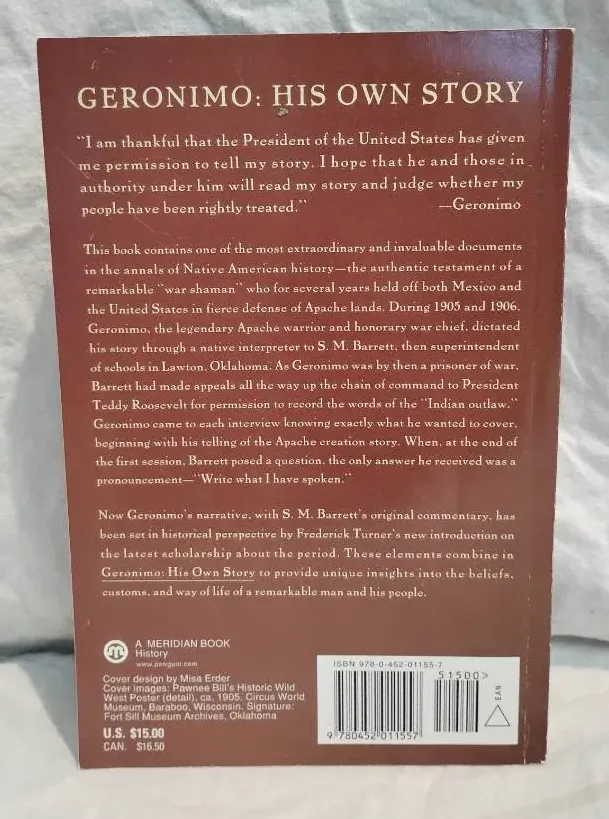 GERONIMO: HIS OWN STORY
"I am thankful that the President of the United States has given
me permission to tell my story. I hope that he and those in
authority under him will read my story and judge whether my
people have been rightly treated."
—Geronimo
This book contains one of the most extraordinary and invaluable documents
in the annals of Native American history—the authentic testament of a
remarkable "war shaman" who for several years held off both Mexico and
the United States in fierce defense of Apache lands. During 1905 and 1906,
Geronimo, the legendary Apache warrior and honorary war chief, dictated
his story through a native interpreter to S. M. Barrett, then superintendent
of schools in Lawton, Oklahoma. As Geronimo was by then a prisoner of war,
Barrett had made appeals all the way up the chain of command to President
Teddy Roosevelt for permission to record the words of the "Indian outlaw."
Geronimo came to each interview knowing exactly what he wanted to cover,
beginning with his telling of the Apache creation story. When, at the end of
the first session, Barrett posed a question, the only answer he received was a
pronouncement—"Write what I have spoken."
Now Geronimo's narrative, with S. M. Barrett's original commentary, has
been set in historical perspective by Frederick Turner's new introduction on
the latest scholarship about the period. These elements combine in
Geronimo: His Own Story to provide unique insights into the beliefs,
customs, and way of life of a remarkable man and his people.
A MERIDIAN BOOK
History
www.penguin.com
Cover design by Misa Erder
Cover images: Pawnee Bill's Historic Wild
West Poster (detail), ca. 1905, Circus World
Museum, Baraboo, Wisconsin. Signature:
Fort Sill Museum Archives, Oklahoma
U.S. $15.00
CAN. $16.50
ISBN 978-0-452-01155-7
51500>
EAN
9 780452 011557